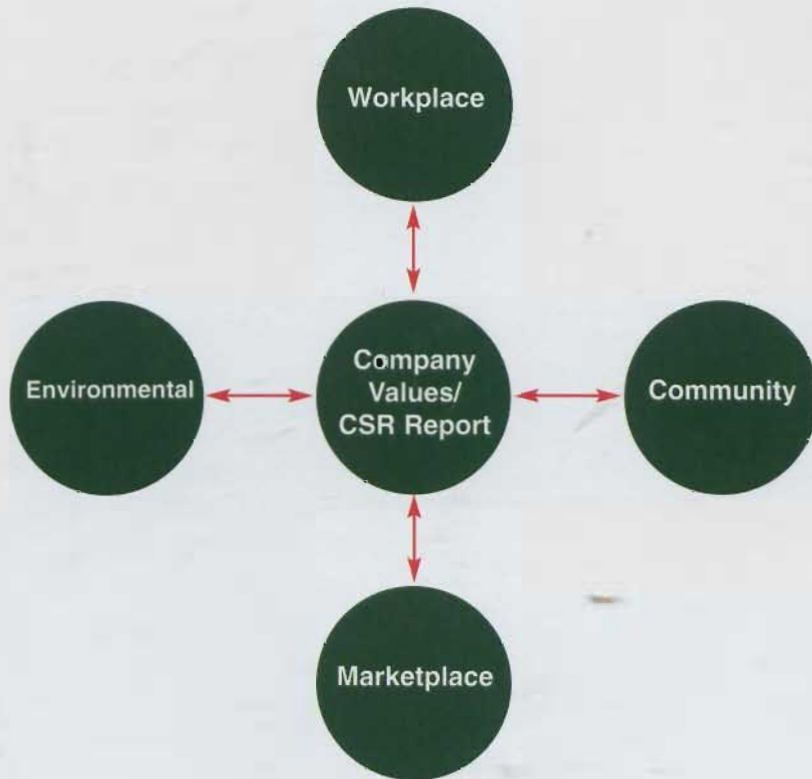 Workplace
Environmental
Company
Values/
CSR Report
Community
Marketplace